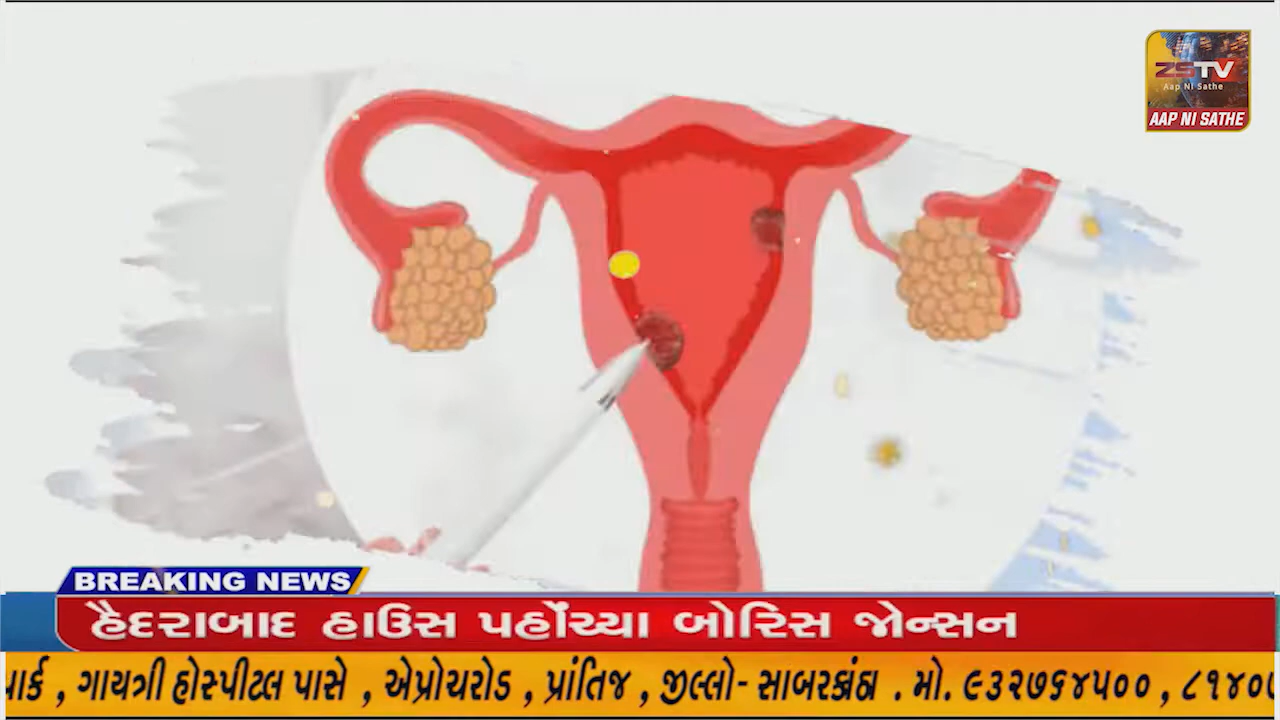 ZSTV
Aap Ni Sathe
AAP NI SATHE
BREAKING NEWS
હૈદરાબાદ હાઉસ પહોંચ્યા બોરિસ જોન્સન
પાર્ક , ગાયત્રી હોસ્પીટલ પાસે , એપ્રોચરોડ , પ્રાંતિજ , જીલ્લો- સાબરકાંઠા . મો. ૯૩૨૭૬૪૫૦૦ , ૮૧૪૦